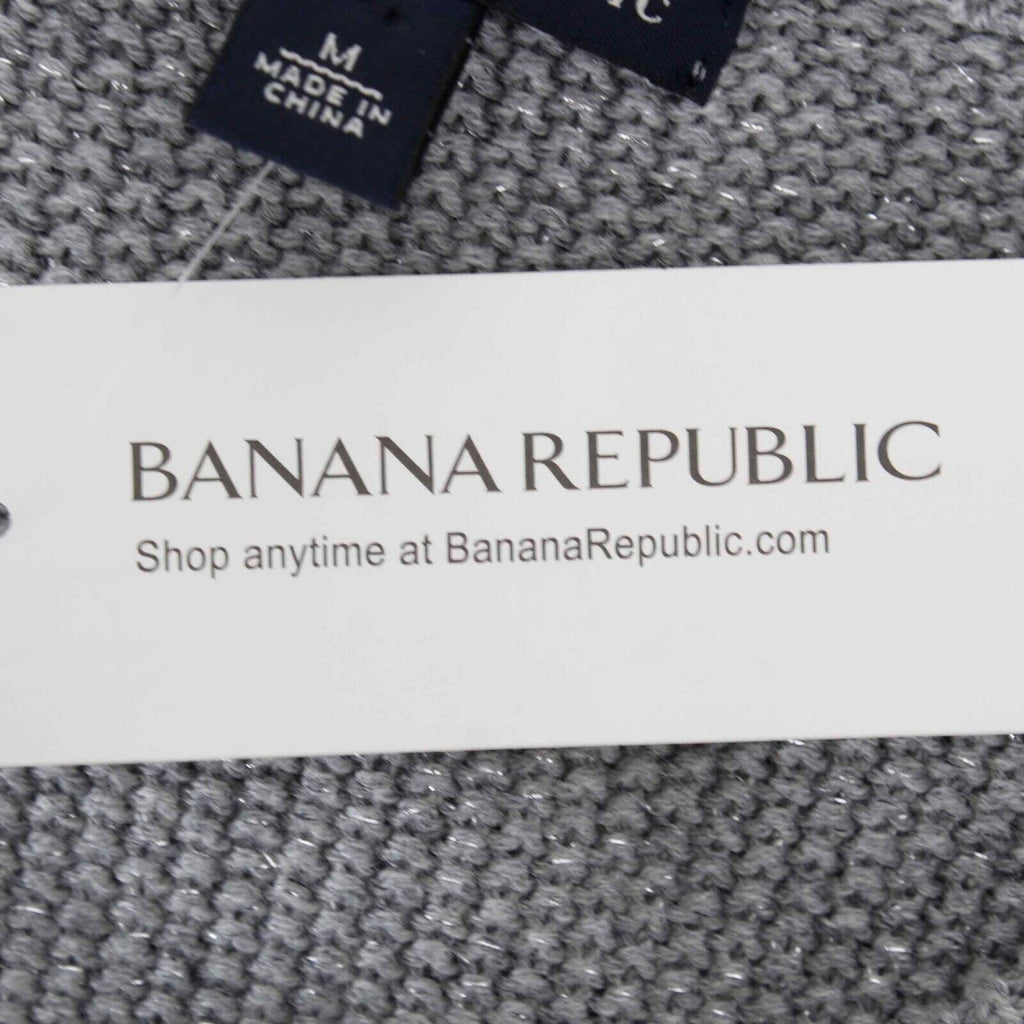 M
MADE IN
CHINA
BANANA REPUBLIC
Shop anytime at BananaRepublic.com